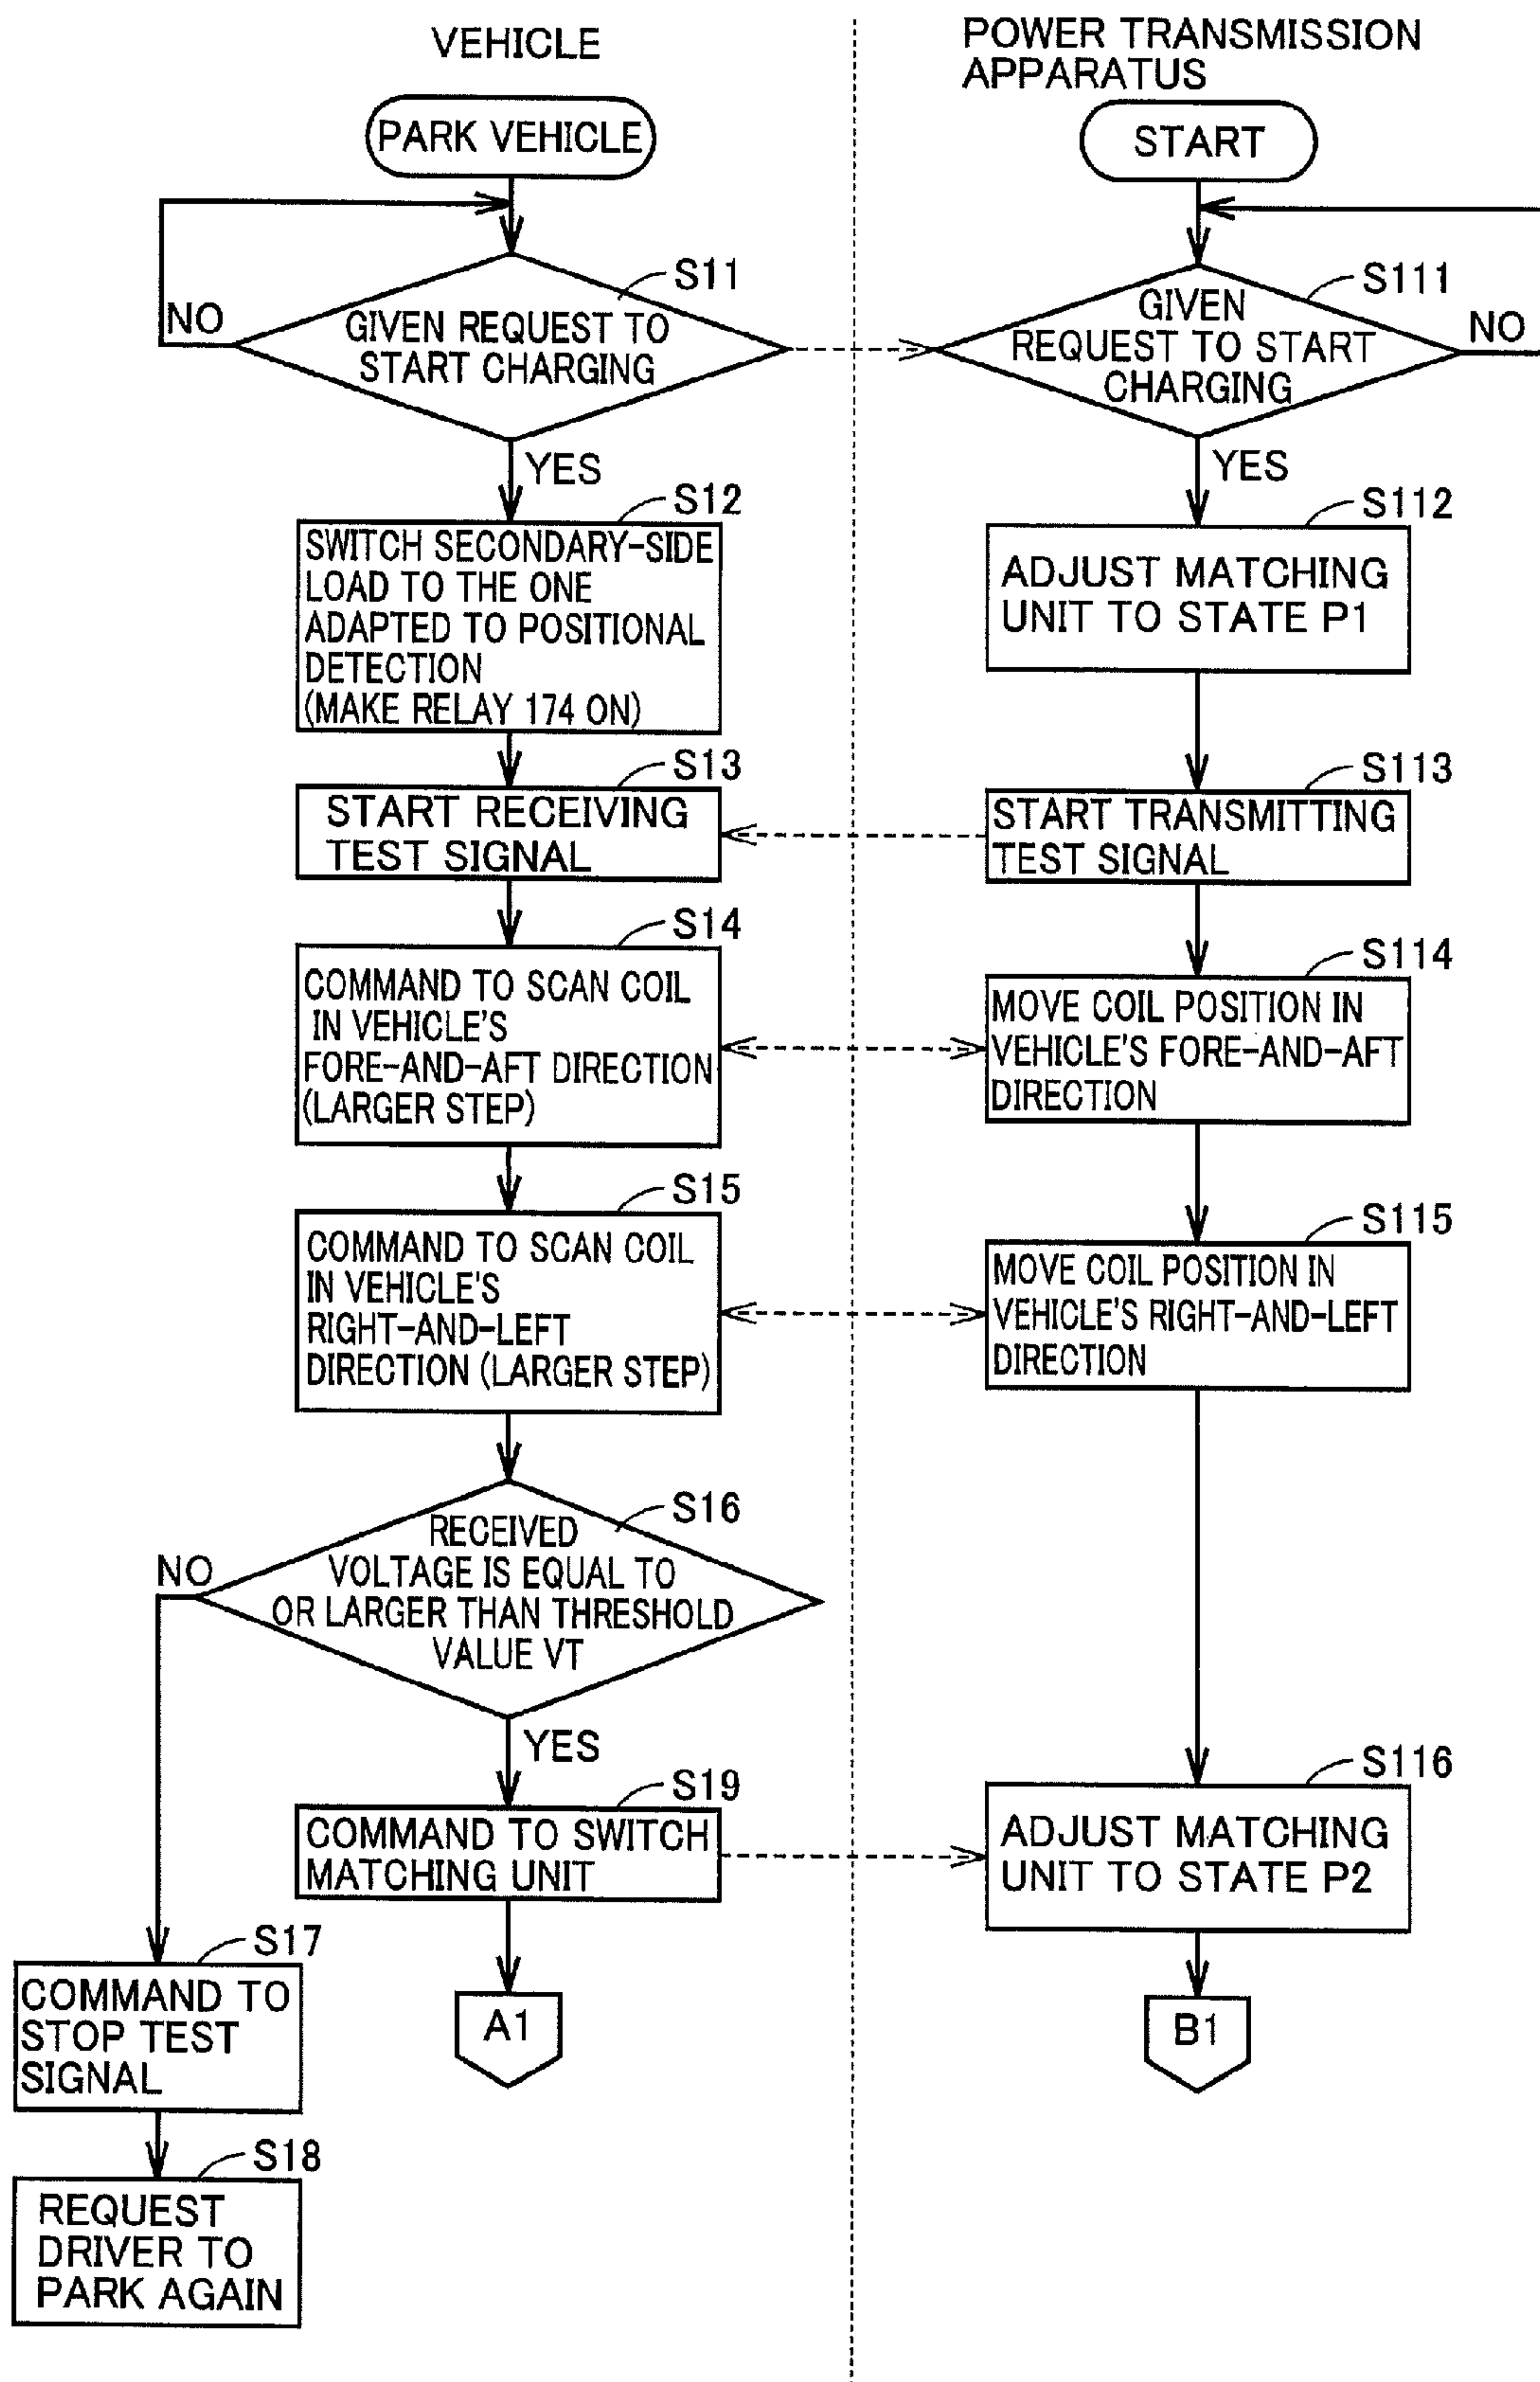 VEHICLE
PARK VEHICLE
S11
NO
GIVEN REQUEST TO
START CHARGING
YES
S12
SWITCH SECONDARY-SIDE
LOAD TO THE ONE
ADAPTED TO POSITIONAL
DETECTION
(MAKE RELAY 174 ON)
S13
START RECEIVING
TEST SIGNAL
S14
COMMAND TO SCAN COIL
IN VEHICLE'S
FORE-AND-AFT DIRECTION
(LARGER STEP)
S15
COMMAND TO SCAN COIL
IN VEHICLE'S
RIGHT-AND-LEFT
DIRECTION (LARGER STEP)
S16
NO
RECEIVED
VOLTAGE IS EQUAL TO
OR LARGER THAN THRESHOLD
VALUE VT
YES
S19
COMMAND TO SWITCH
MATCHING UNIT
A1
S17
COMMAND TO
STOP TEST
SIGNAL
S18
REQUEST
DRIVER TO
PARK AGAIN
POWER TRANSMISSION
APPARATUS
START
S111
GIVEN
REQUEST TO START
CHARGING
NO
YES
S112
ADJUST MATCHING
UNIT TO STATE P1
S113
START TRANSMITTING
TEST SIGNAL
S114
MOVE COIL POSITION IN
VEHICLE'S FORE-AND-AFT
DIRECTION
S115
MOVE COIL POSITION IN
VEHICLE'S RIGHT-AND-LEFT
DIRECTION
S116
ADJUST MATCHING
UNIT TO STATE P2
B1